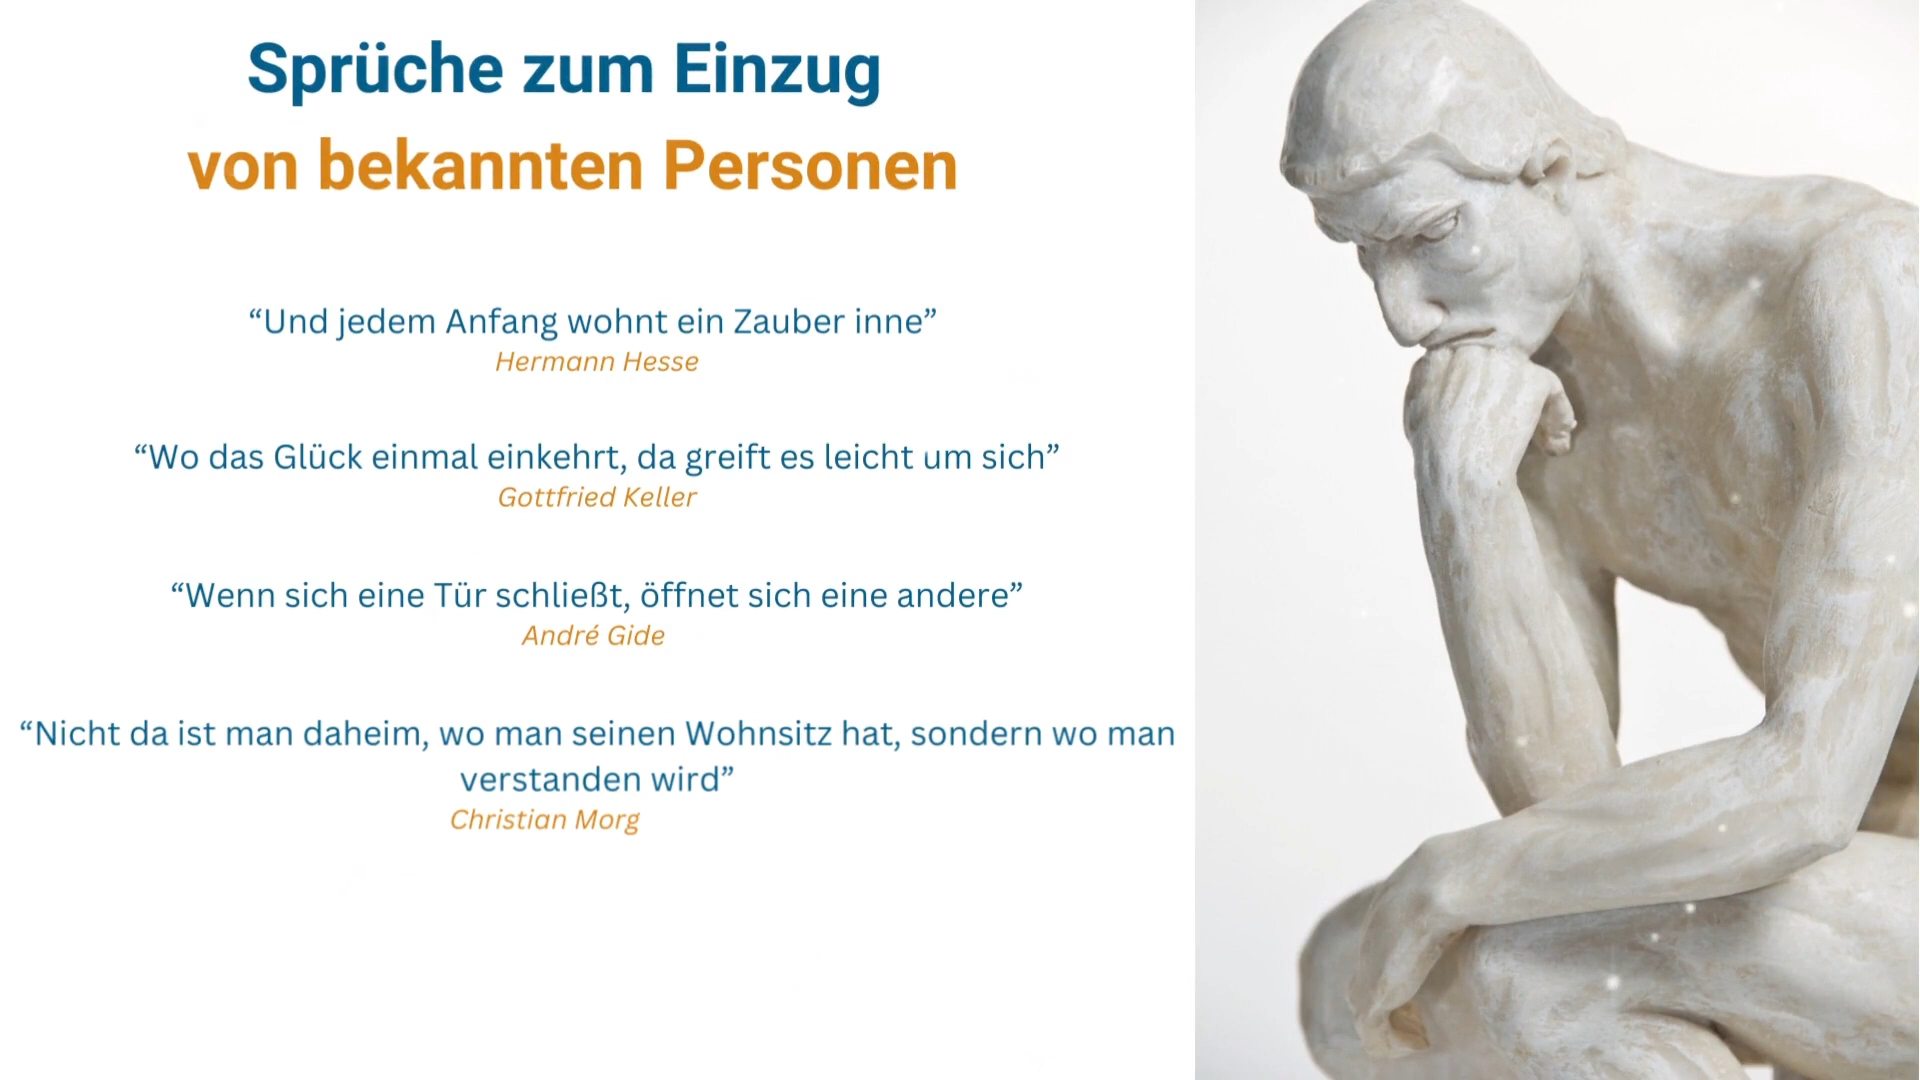 Sprüche zum Einzug
von bekannten Personen
“Und jedem Anfang wohnt ein Zauber inne”
Hermann Hesse
“Wo das Glück einmal einkehrt, da greift es leicht um sich”
Gottfried Keller
“Wenn sich eine Tür schließt, öffnet sich eine andere”
André Gide
“Nicht da ist man daheim, wo man seinen Wohnsitz hat, sondern wo man
verstanden wird”
Christian Morg